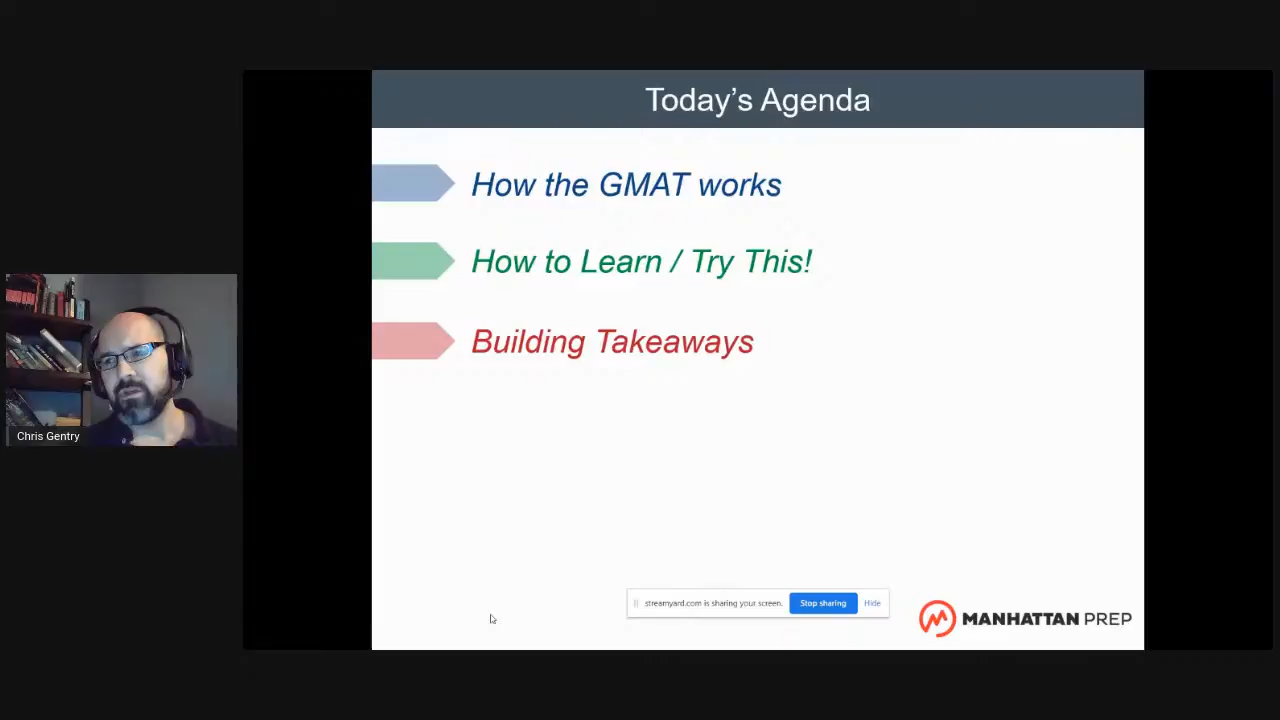 Today's Agenda
How the GMAT works
How to Learn / Try This!
Building Takeaways
Chris Gentry
streamyard.com is sharing your screen. Stop sharing Hide
MANHATTAN PREP